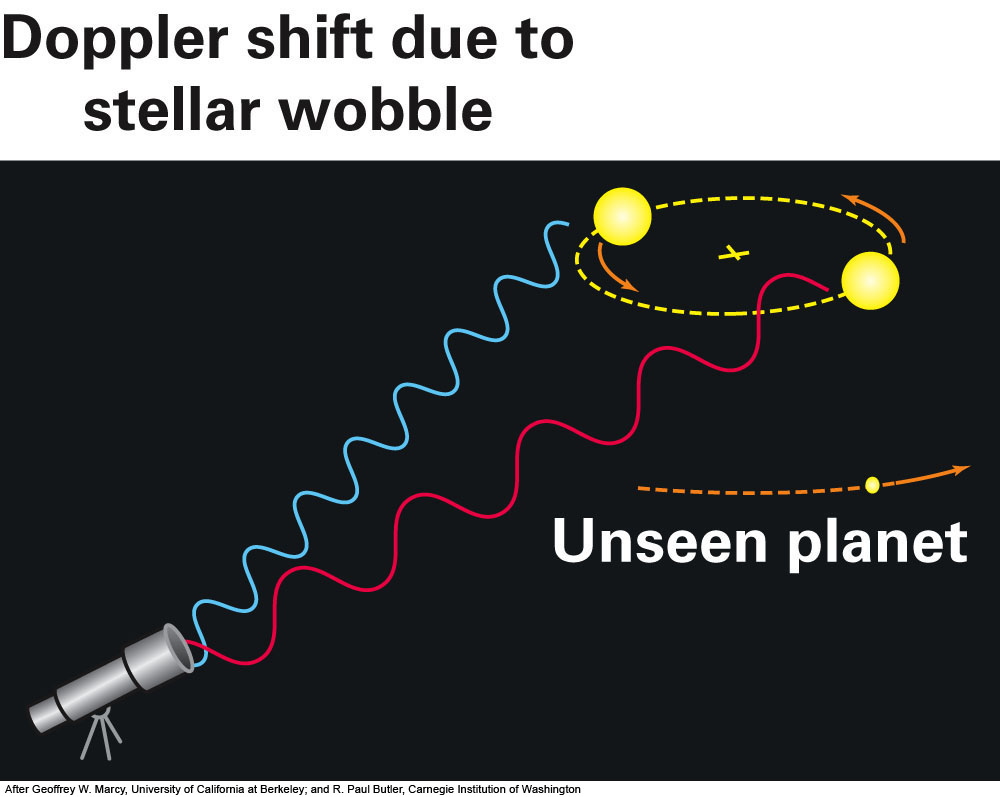 Doppler shift due to
stellar wobble
Unseen planet
After Geoffrey W. Marcy, University of California at Berkeley; and R. Paul Butler, Carnegie Institution of Washington